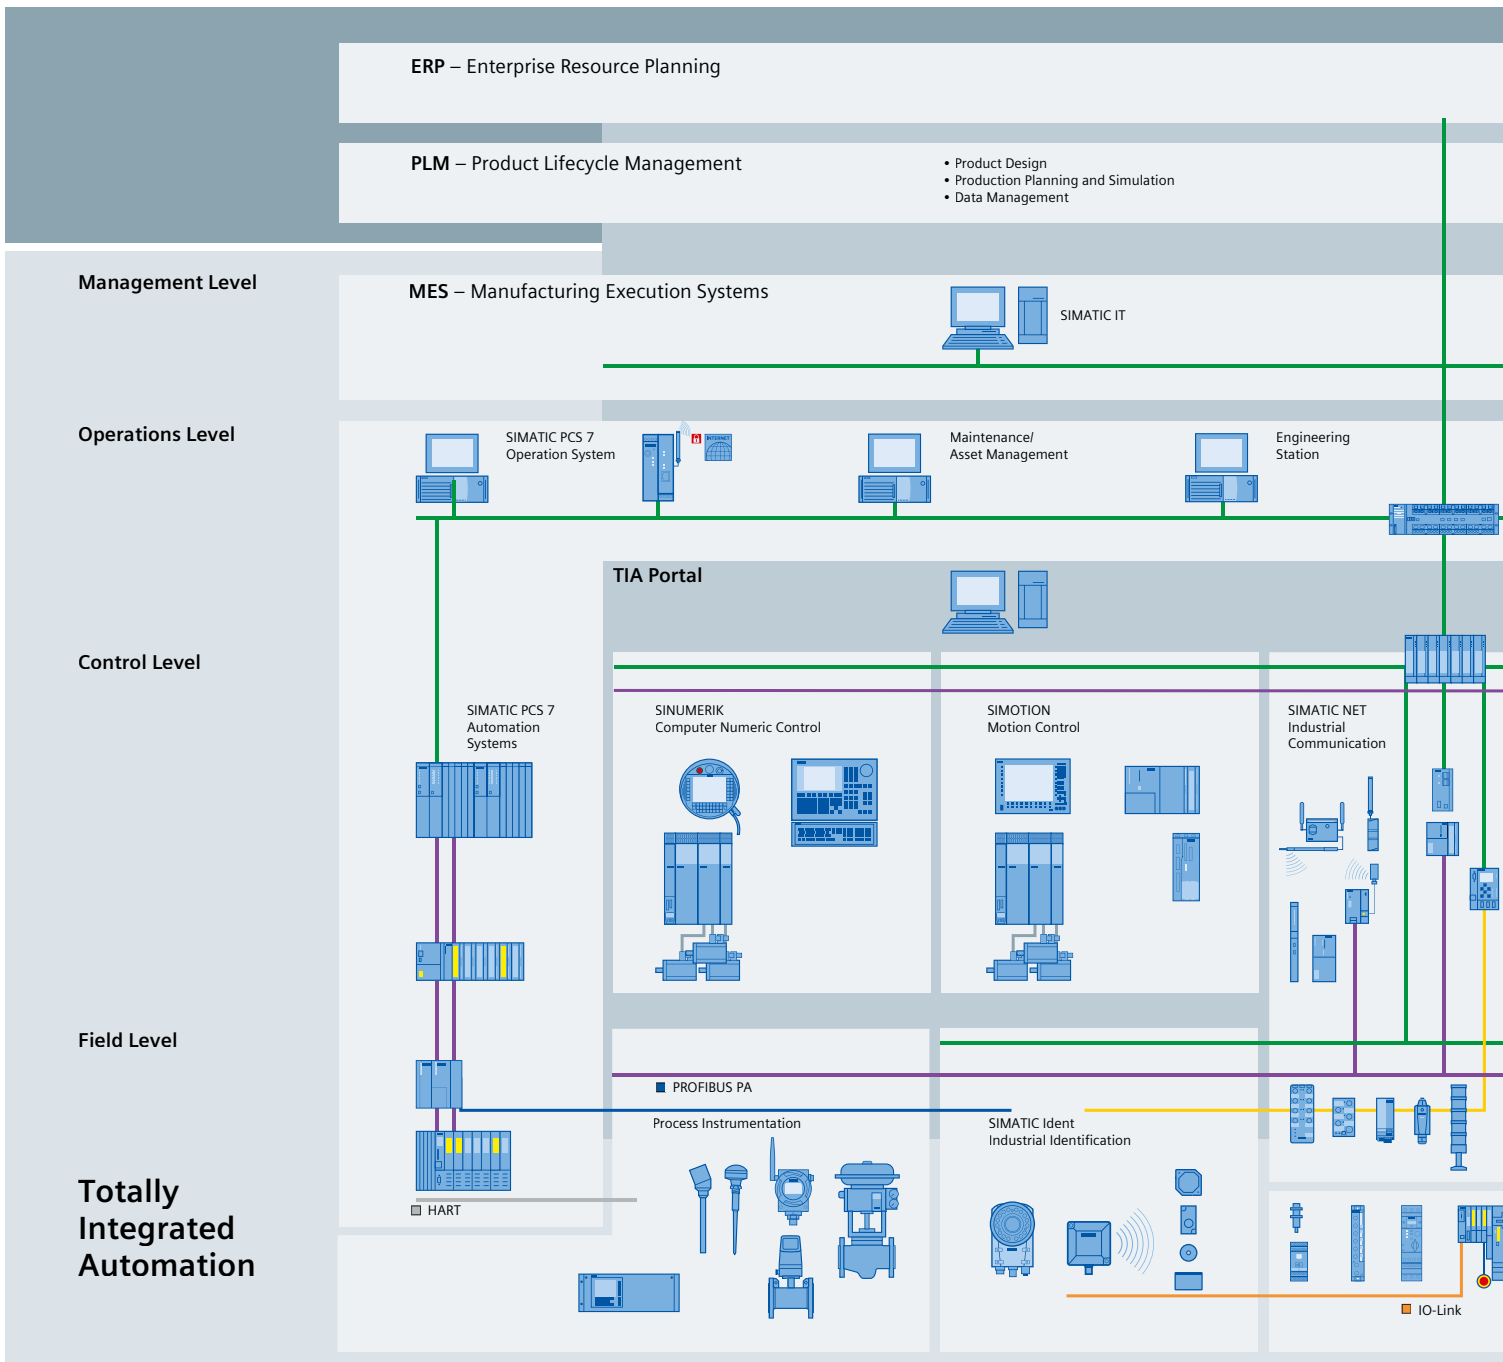 ERP – Enterprise Resource Planning
PLM – Product Lifecycle Management
• Product Design
• Production Planning and Simulation
• Data Management
Management Level
MES – Manufacturing Execution Systems
SIMATIC IT
Operations Level
SIMATIC PCS 7
Operation System
INTERNET
Maintenance/
Asset Management
Engineering
Station
TIA Portal
Control Level
SIMATIC PCS 7
Automation
Systems
SINUMERIK
Computer Numeric Control
SIMOTION
Motion Control
SIMATIC NET
Industrial
Communication
Field Level
PROFIBUS PA
Process Instrumentation
SIMATIC Ident
Industrial Identification
HART
Totally
Integrated
Automation
IO-Link